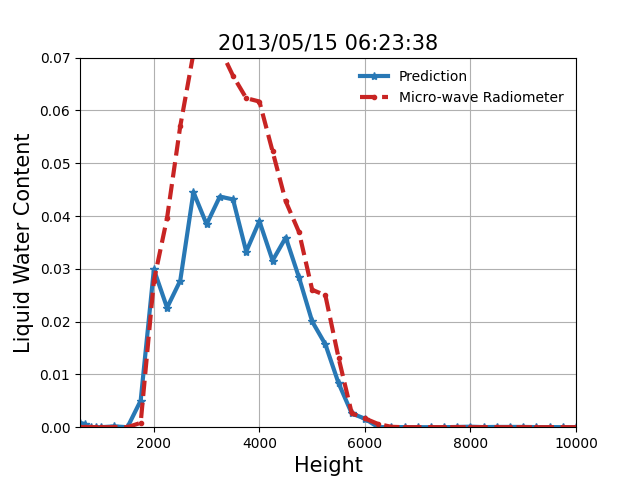 2013/05/15 06:23:38
0.07
0.06
0.05
0.04
0.03
0.02
0.01
0.00
Liquid Water Content
Prediction
Micro-wave Radiometer
2000 4000 6000 8000 10000
Height